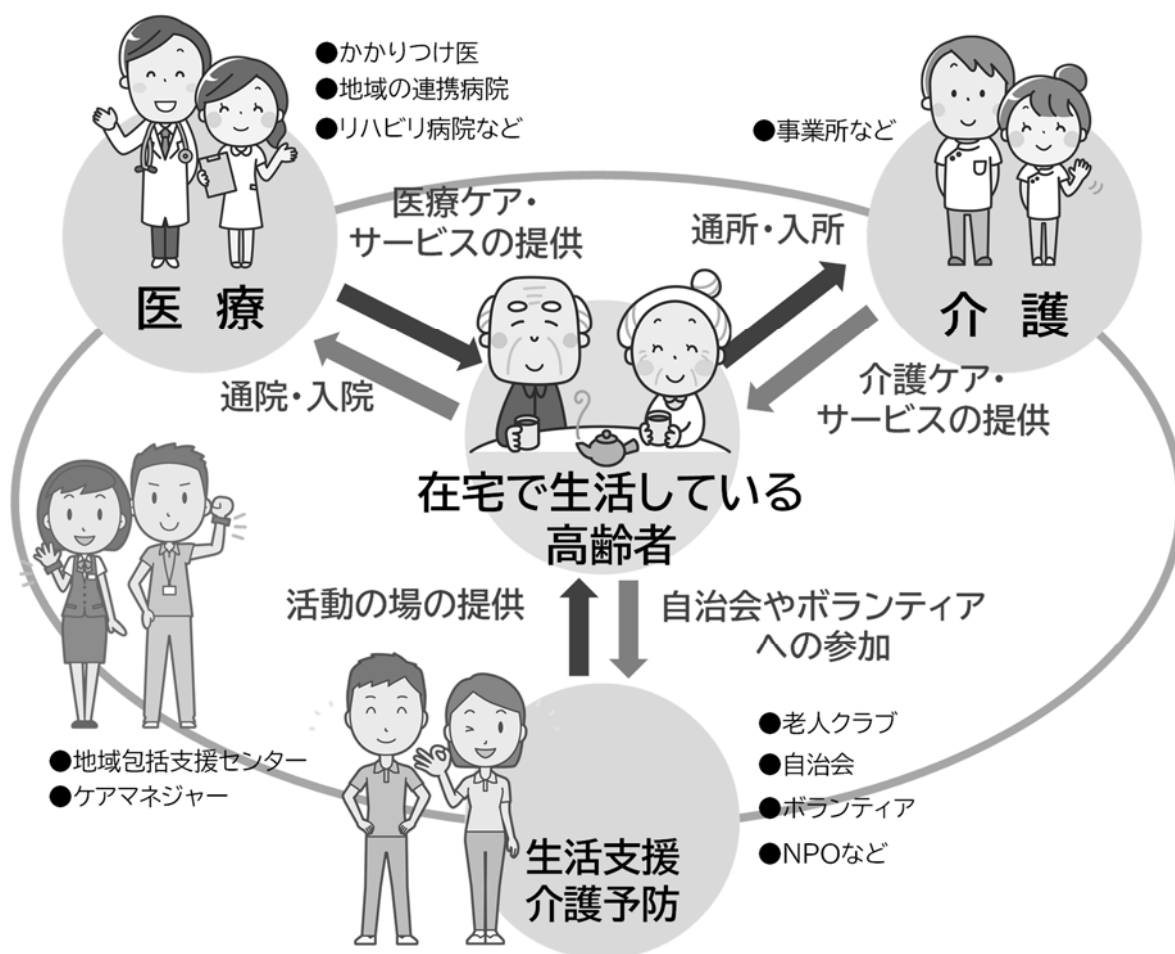 ●かかりつけ医
●地域の連携病院
●リハビリ病院など
●事業所など
医療ケア・
サービスの提供
通所・入所
医療
介護
通院・入院
介護ケア・
サービスの提供
在宅で生活している
高齢者
活動の場の提供
自治会やボランティア
への参加
●地域包括支援センター
●ケアマネジャー
●老人クラブ
●自治会
●ボランティア
●NPOなど
生活支援
介護予防